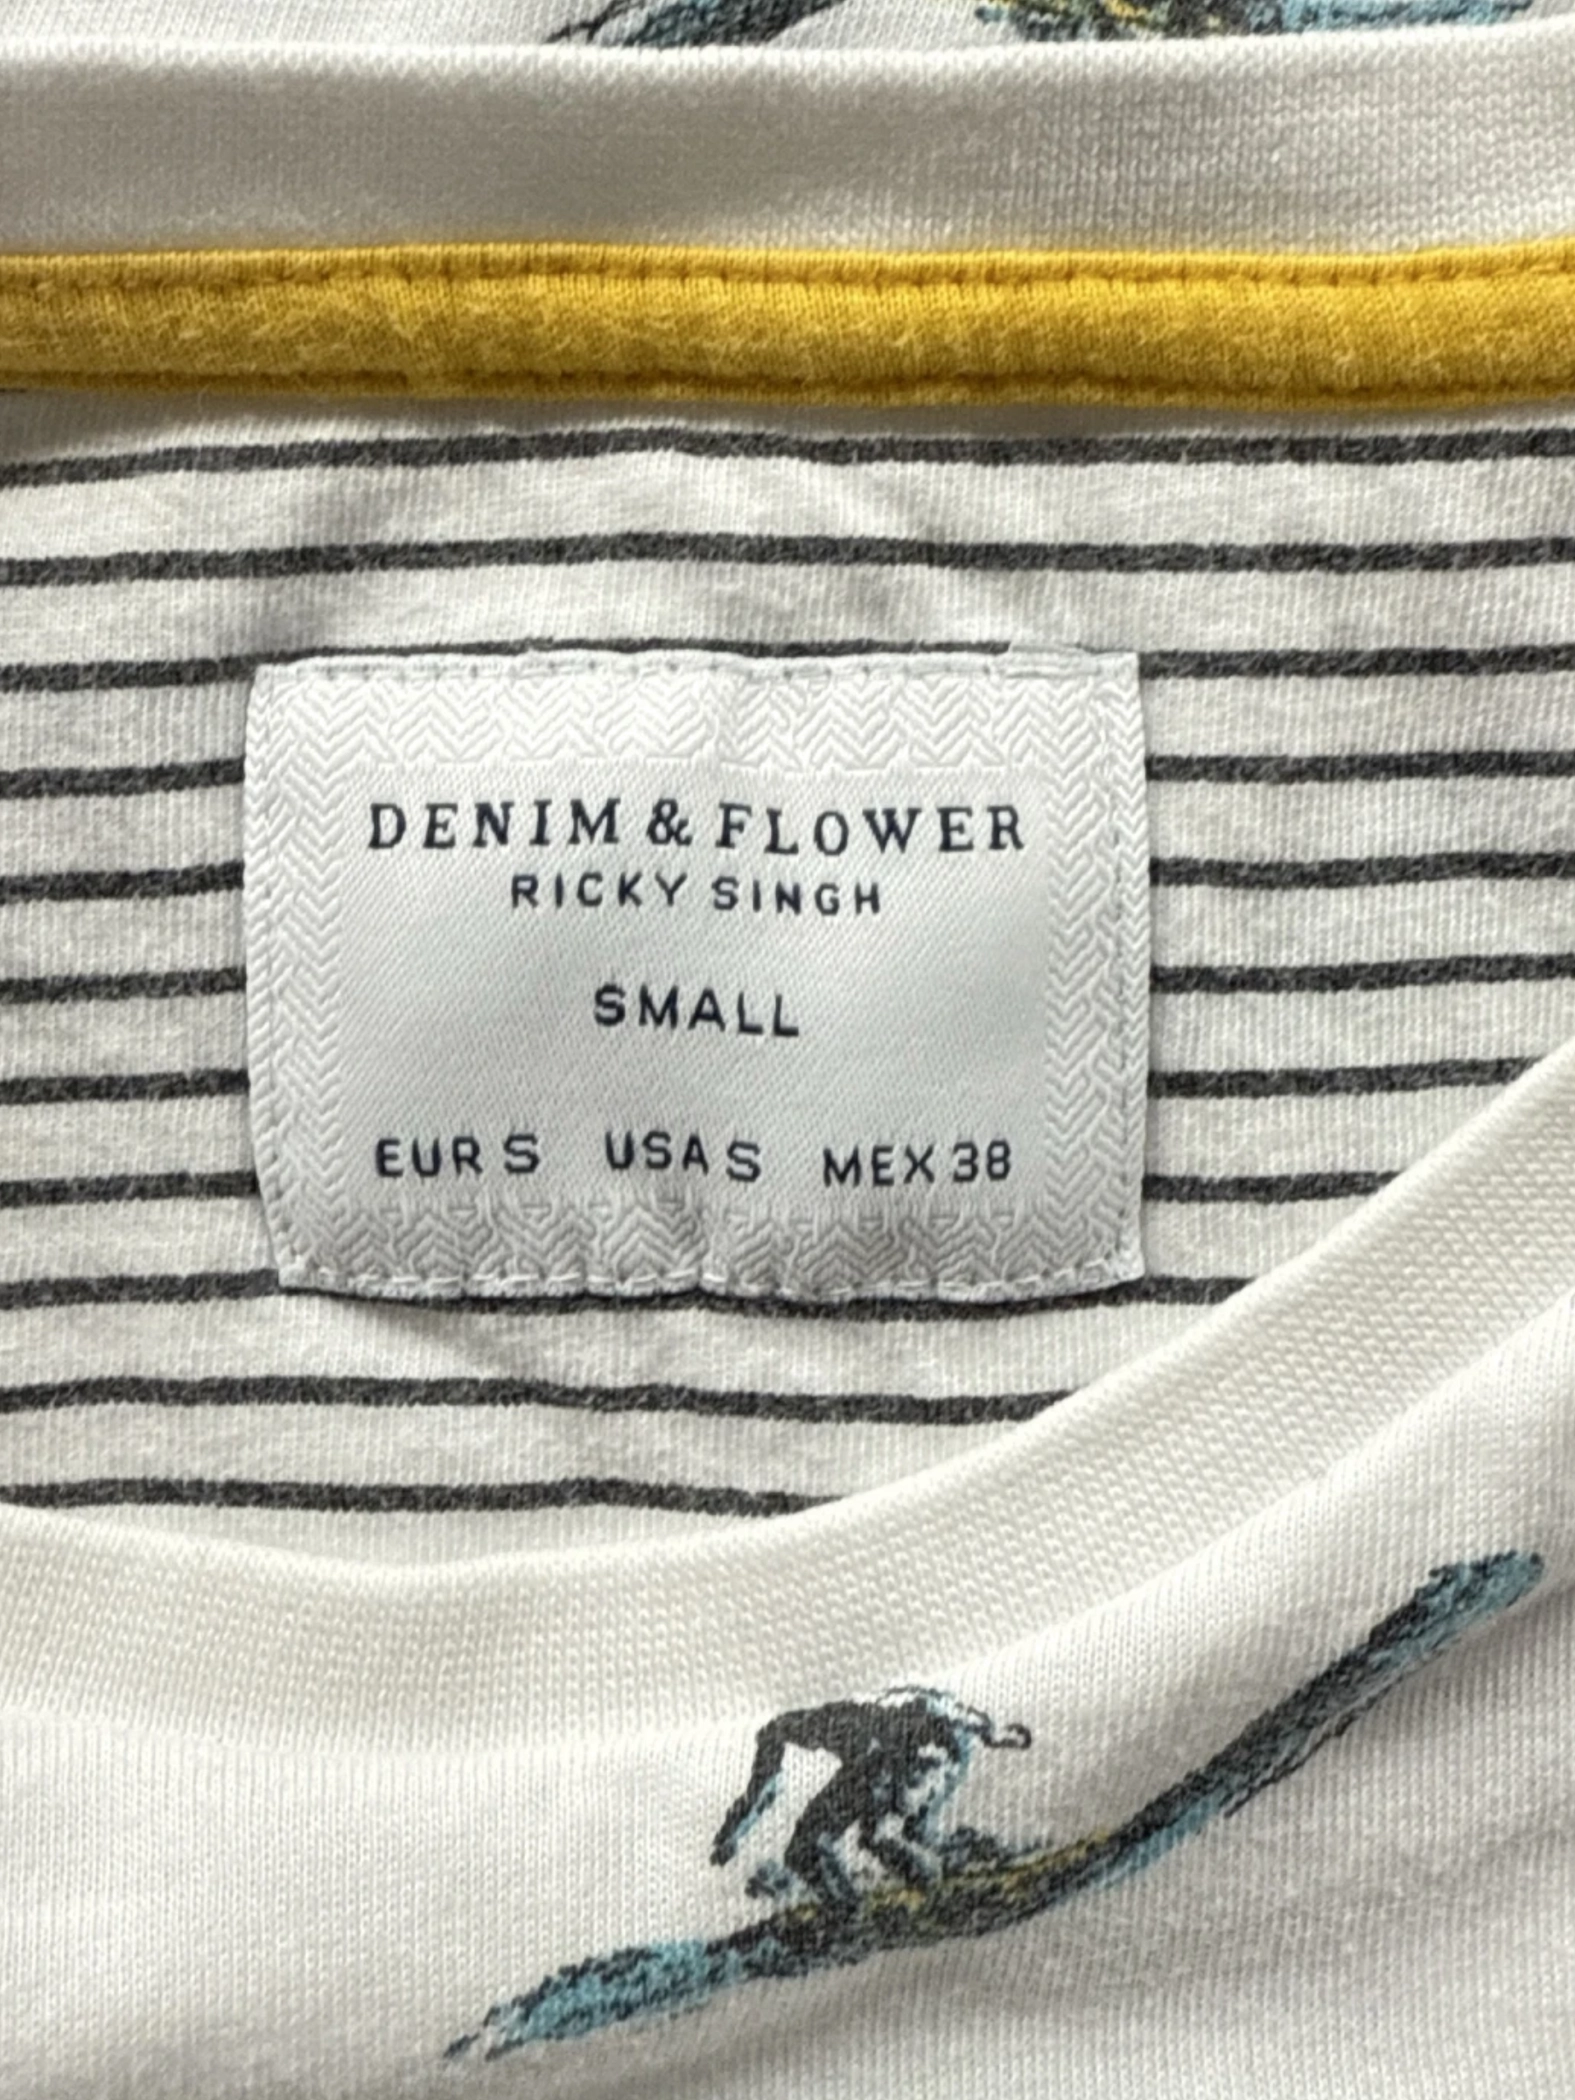 DENIM & FLOWER
RICKY SINGH
SMALL
EUR S USA S MEX 38